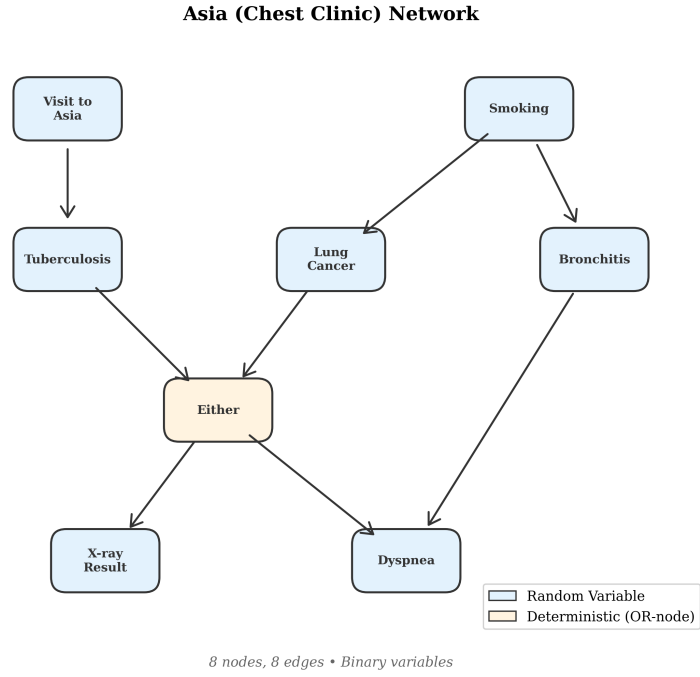 Asia (Chest Clinic) Network
Visit to
Asia
Smoking
Tuberculosis
Lung
Cancer
Bronchitis
Either
X-ray
Result
Dyspnea
Random Variable
Deterministic (OR-node)
8 nodes, 8 edges • Binary variables